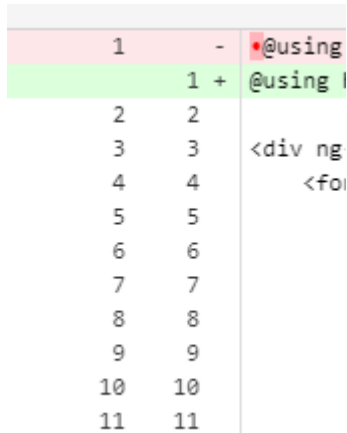 1 - •@using
1 + @using
2 2
3 3 <div ng
4 4 <for
5 5
6 6
7 7
8 8
9 9
10 10
11 11